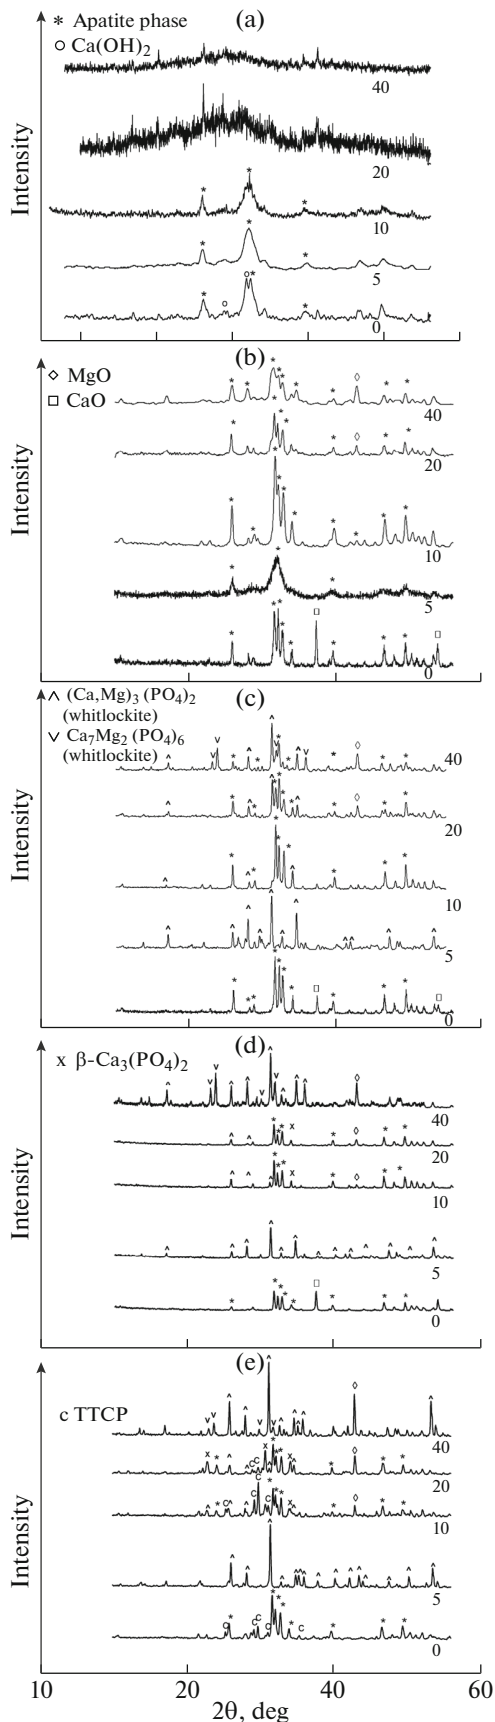 (a)
* Apatite phase
o Ca(OH)2
40
20
10
5
0
Intensity
(b)
◇ MgO
□ CaO
40
20
10
5
0
Intensity
(c)
^ (Ca,Mg)3 (PO4)2
(whitlockite)
v Ca7Mg2 (PO4)6
(whitlockite)
40
20
10
5
0
Intensity
(d)
x β-Ca3(PO4)2
40
20
10
5
0
Intensity
(e)
c TTCP
40
20
10
5
0
Intensity
10 20 40 60
2θ, deg